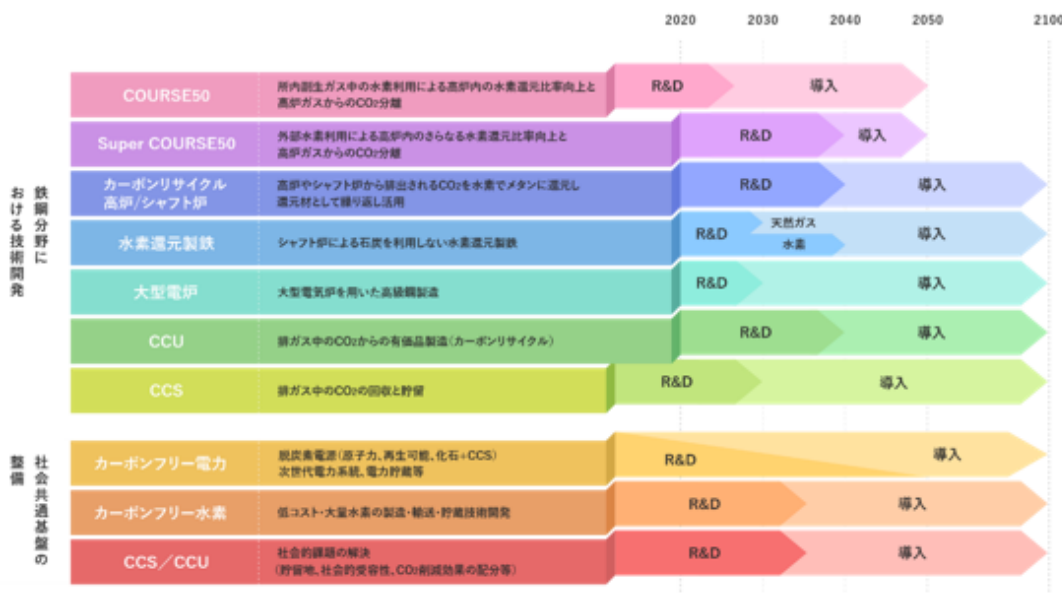 2020 2030 2040 2050 2100
鉄鋼分野に
おける技術開発
COURSE50
所内副生ガス中の水素利用による高炉内の水素還元比率向上と
高炉ガスからのCO2分離
R&D
導入
Super COURSE50
外部水素利用による高炉内のさらなる水素還元比率向上と
高炉ガスからのCO2分離
R&D
導入
カーボンリサイクル
高炉/シャフト炉
高炉やシャフト炉から排出されるCO2を水素でメタンに還元し
還元材として繰り返し活用
R&D
導入
水素還元製鉄
シャフト炉による石炭を利用しない水素還元製鉄
R&D
天然ガス
水素
導入
大型電炉
大型電気炉を用いた高級鋼製造
R&D
導入
CCU
排ガス中のCO2からの有価品製造(カーボンリサイクル)
R&D
導入
CCS
排ガス中のCO2の回収と貯留
R&D
導入
社会共通基盤の
整備
カーボンフリー電力
脱炭素電源(原子力、再生可能、化石+CCS)
次世代電力系統、電力貯蔵等
R&D
導入
カーボンフリー水素
低コスト・大量水素の製造・輸送・貯蔵技術開発
R&D
導入
CCS/CCU
社会的課題の解決
(貯留地、社会的受容性、CO2削減効果の配分等)
R&D
導入